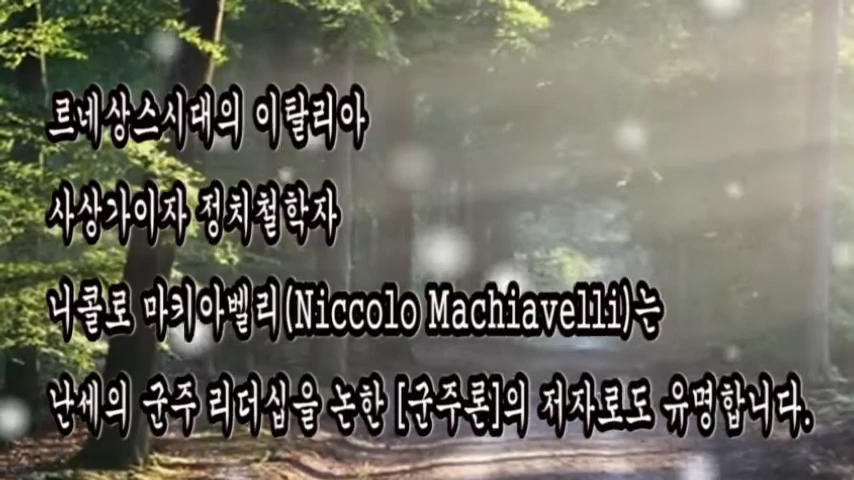 르네상스시대의 이탈리아
사상가이자 정치철학자
니콜로 마키아벨리(Niccolo Machiavelli)는
난세의 군주 리더십을 논한 [군주론]의 저자로도 유명합니다.